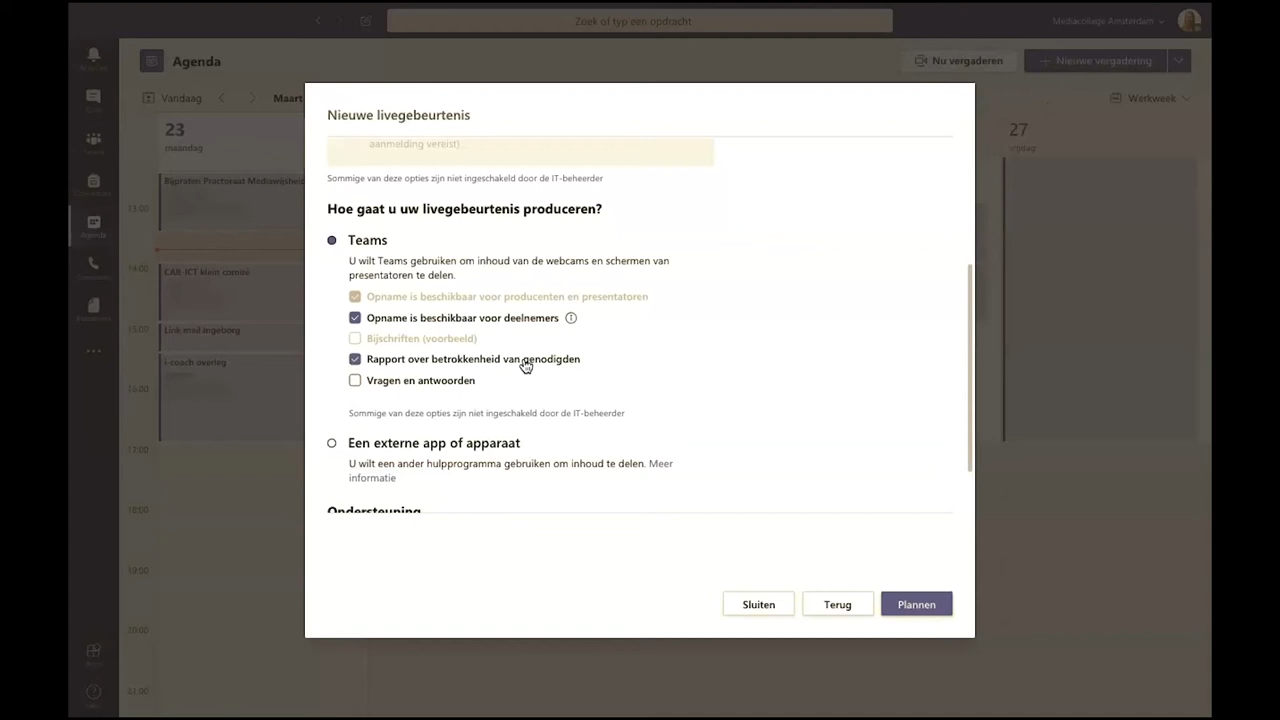 Zoek of typ een opdracht
Mediacollege Amsterdam
Agenda
Nu vergaderen
Nieuwe vergadering
Vandaag
Maart
Werkweek
23
maandag
27
vrijdag
Bijpraten Practoraat Mediawijsheid
CAB-ICT klein comité
Link mail Ingeborg
i-coach overleg
13:00
14:00
15:00
16:00
17:00
18:00
19:00
20:00
21:00
Agenda
Nieuwe livegebeurtenis
aanmelding vereist)
Sommige van deze opties zijn niet ingeschakeld door de IT-beheerder
Hoe gaat u uw livegebeurtenis produceren?
Teams
U wilt Teams gebruiken om inhoud van de webcams en schermen van
presentatoren te delen.
Opname is beschikbaar voor producenten en presentatoren
Opname is beschikbaar voor deelnemers
Bijschriften (voorbeeld)
Rapport over betrokkenheid van genodigden
Vragen en antwoorden
Sommige van deze opties zijn niet ingeschakeld door de IT-beheerder
Een externe app of apparaat
U wilt een ander hulpprogramma gebruiken om inhoud te delen. Meer
informatie
Ondersteuning
Sluiten
Terug
Plannen